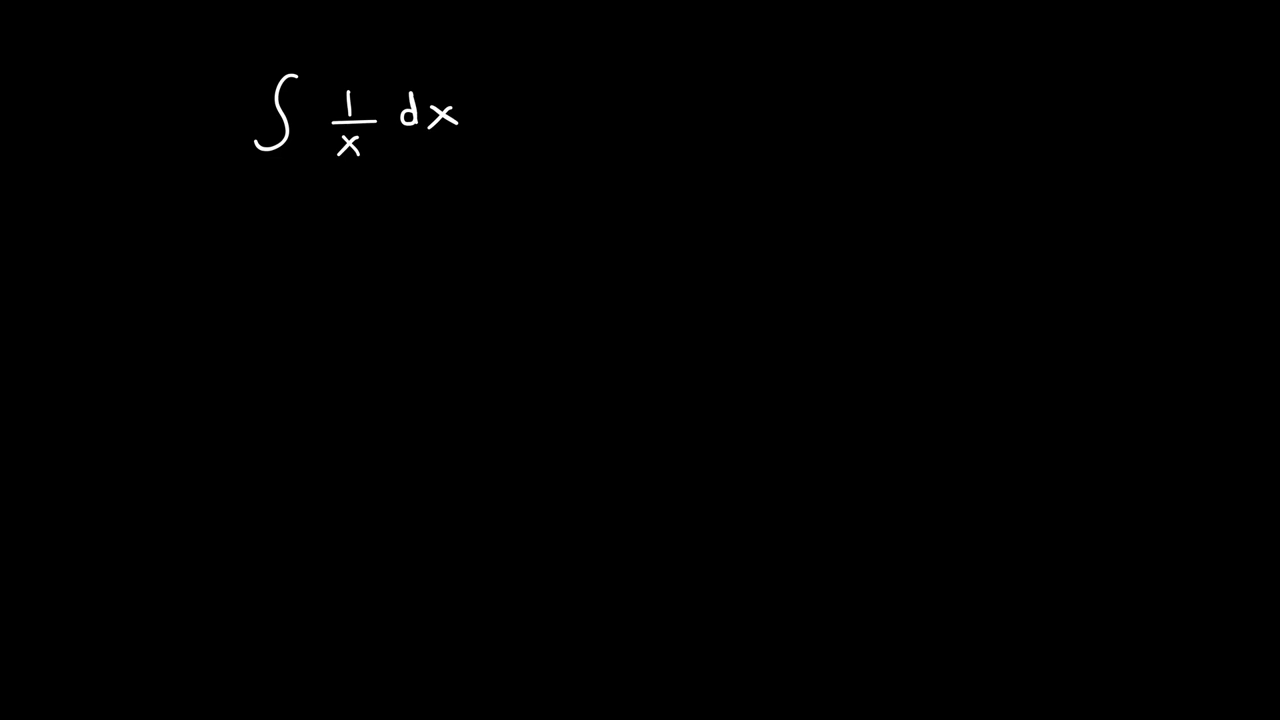 ∫ 1/x dx